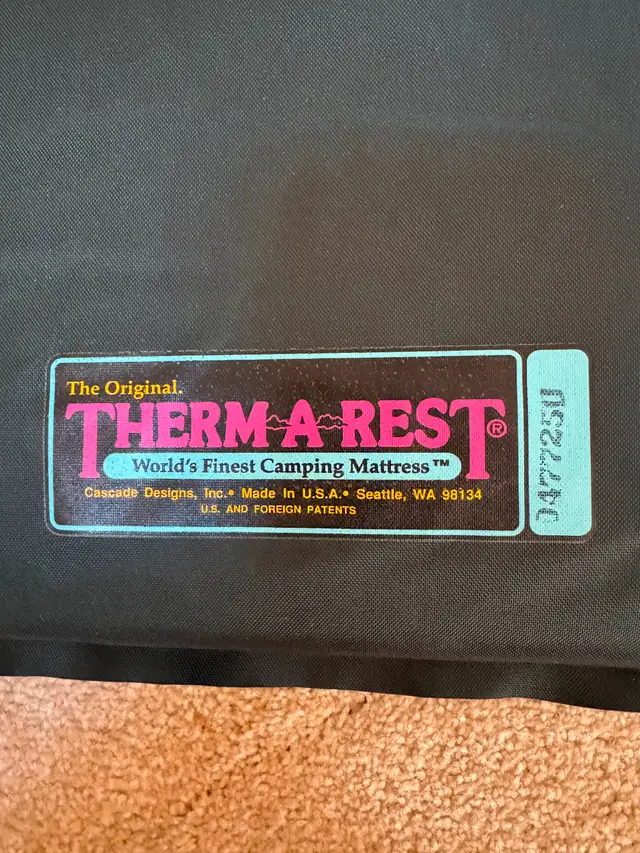 The Original.
THERM-A-REST®
World's Finest Camping Mattress™
Cascade Designs, Inc.• Made In U.S.A.• Seattle, WA 98134
U.S. AND FOREIGN PATENTS